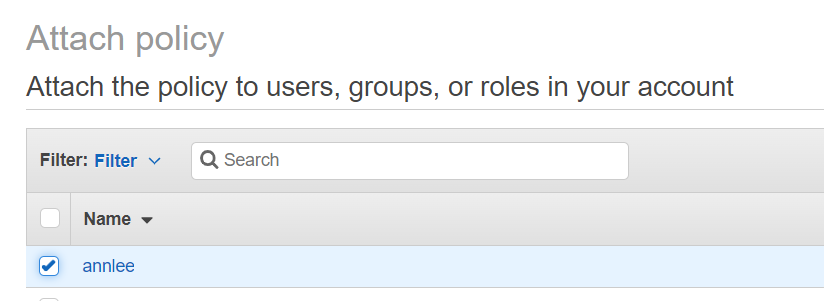 Attach policy
Attach the policy to users, groups, or roles in your account
Filter: Filter Search
Name
annlee